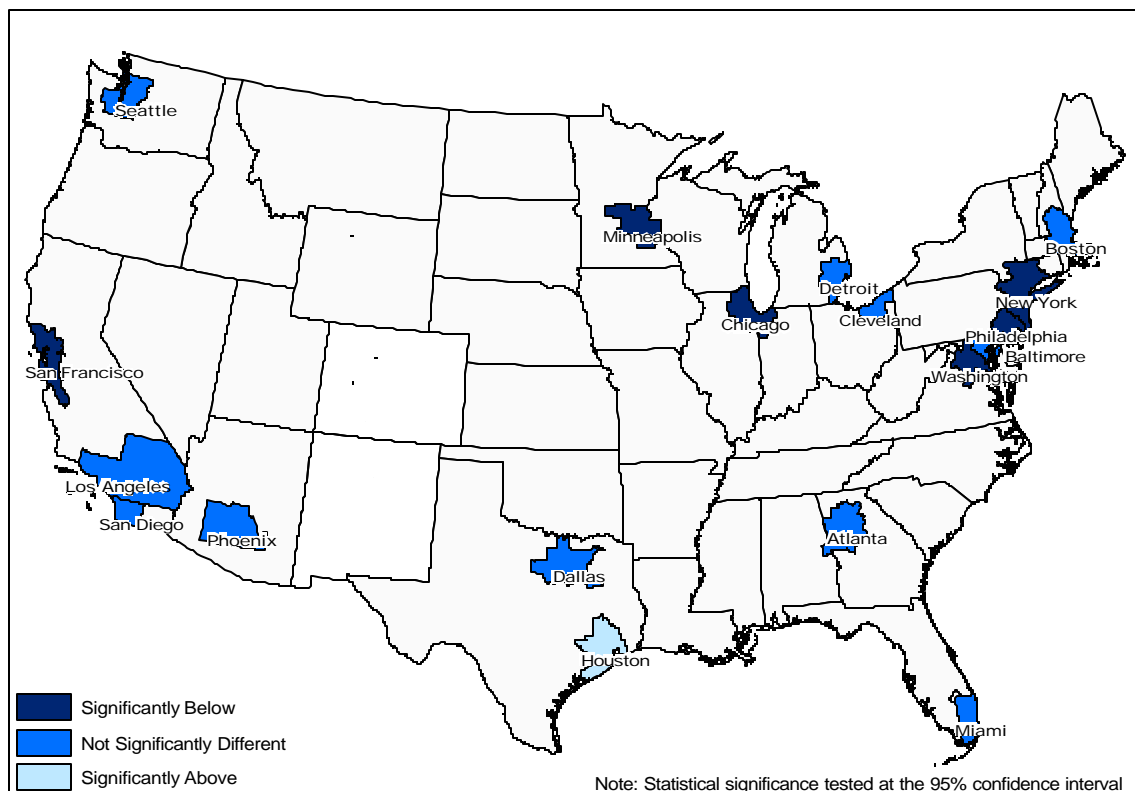 Seattle
Minneapolis
Boston
Detroit
New York
Chicago
Cleveland
Philadelphia
Baltimore
San Francisco
Washington
Los Angeles
San Diego
Phoenix
Atlanta
Dallas
Houston
Miami
Significantly Below
Not Significantly Different
Significantly Above
Note: Statistical significance tested at the 95% confidence interval